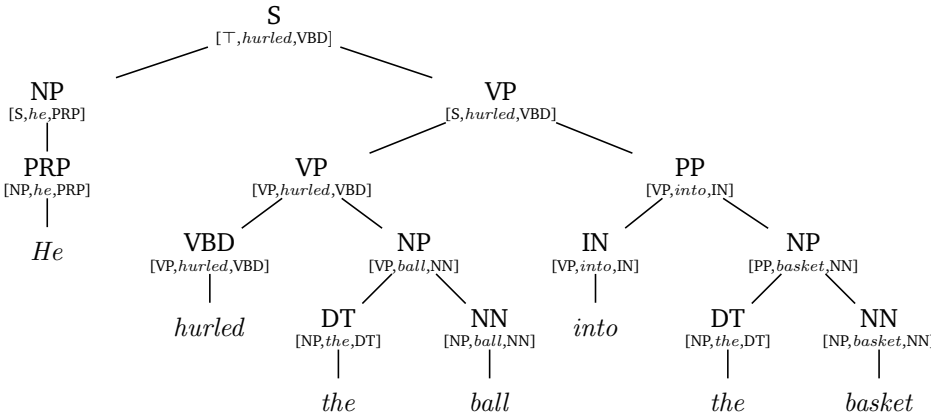 S
[⊤,hurled,VBD]
NP VP
[S,he,PRP] [S,hurled,VBD]
PRP VP PP
[NP,he,PRP] [VP,hurled,VBD] [VP,into,IN]
He VBD NP IN NP
[VP,hurled,VBD] [VP,ball,NN] [VP,into,IN] [PP,basket,NN]
hurled DT NN into DT NN
[NP,the,DT] [NP,ball,NN] [NP,the,DT] [NP,basket,NN]
the ball the basket